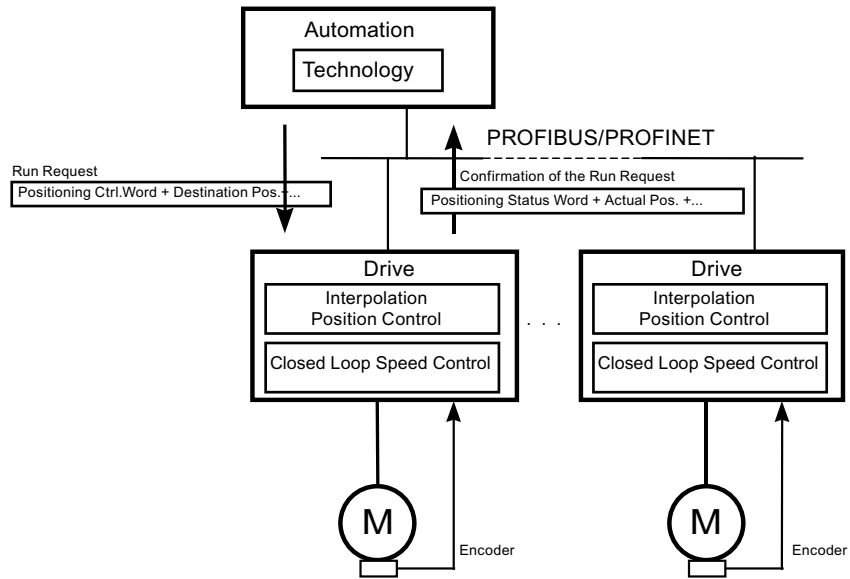 Automation
Technology
PROFIBUS/PROFINET
Run Request
Positioning Ctrl.Word + Destination Pos.+...
Confirmation of the Run Request
Positioning Status Word + Actual Pos. +...
Drive
Interpolation
Position Control
Closed Loop Speed Control
. . .
Drive
Interpolation
Position Control
Closed Loop Speed Control
M
Encoder
M
Encoder